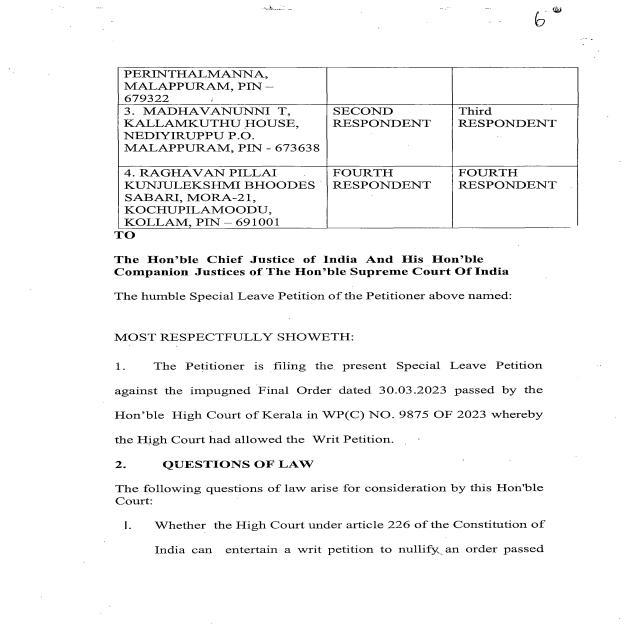 6
PERINTHALMANNA,
MALAPPURAM, PIN –
679322
3. MADHAVANUNNI T, SECOND Third
KALLAMKUTHU HOUSE, RESPONDENT RESPONDENT
NEDIYIRUPPU P.O.
MALAPPURAM, PIN - 673638
4. RAGHAVAN PILLAI FOURTH FOURTH
KUNJULEKSHMI BHOODES RESPONDENT RESPONDENT
SABARI, MORA-21,
KOCHUPILAMOODU,
KOLLAM, PIN – 691001
TO
The Hon'ble Chief Justice of India And His Hon'ble
Companion Justices of The Hon'ble Supreme Court Of India
The humble Special Leave Petition of the Petitioner above named:
MOST RESPECTFULLY SHOWETH:
1. The Petitioner is filing the present Special Leave Petition
against the impugned Final Order dated 30.03.2023 passed by the
Hon'ble High Court of Kerala in WP(C) NO. 9875 OF 2023 whereby
the High Court had allowed the Writ Petition.
2. QUESTIONS OF LAW
The following questions of law arise for consideration by this Hon'ble
Court:
I. Whether the High Court under article 226 of the Constitution of
India can entertain a writ petition to nullify an order passed